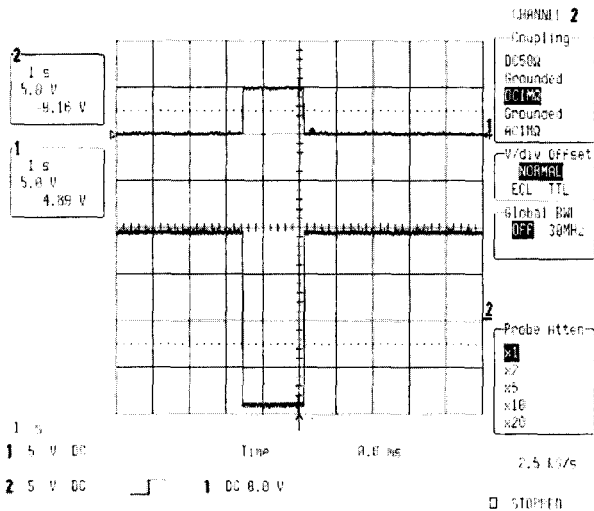 CHANNEL 2
Coupling
DC50Ω
Grounded
DC1MΩ
Grounded
AC1MΩ
V/div Offset
NORMAL
ECL TTL
Global BWL
OFF 30MHz
Probe Atten
x1
x2
x5
x10
x20
2
1 s
5.0 V
1
1 s
5.0 V
4.89 V
1
2
1 s
1 5 V DC
2 5 V DC
Time 0.0 ms
1 DC 0.0 V
2.5 kS/s
STOPPED